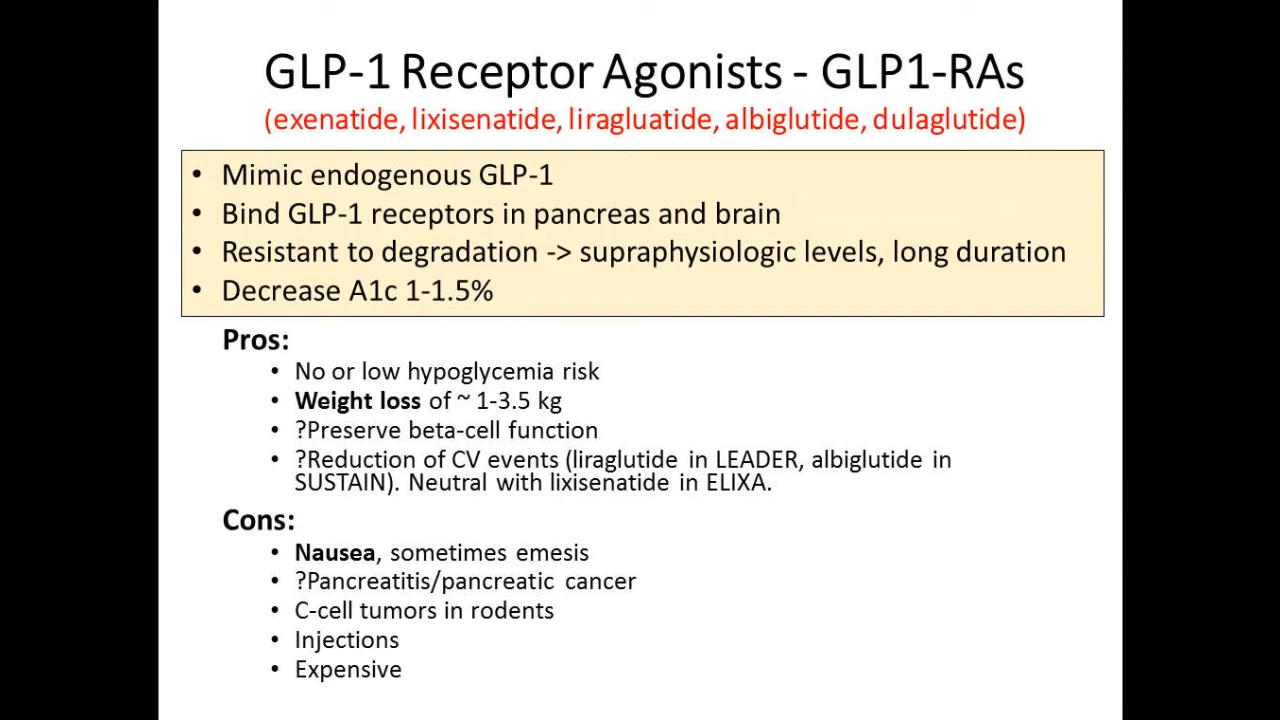 GLP-1 Receptor Agonists - GLP1-RAs
(exenatide, lixisenatide, liragluatide, albiglutide, dulaglutide)
• Mimic endogenous GLP-1
• Bind GLP-1 receptors in pancreas and brain
• Resistant to degradation -> supraphysiologic levels, long duration
• Decrease A1c 1-1.5%
Pros:
• No or low hypoglycemia risk
• Weight loss of ~ 1-3.5 kg
• ?Preserve beta-cell function
• ?Reduction of CV events (liraglutide in LEADER, albiglutide in
SUSTAIN). Neutral with lixisenatide in ELIXA.
Cons:
• Nausea, sometimes emesis
• ?Pancreatitis/pancreatic cancer
• C-cell tumors in rodents
• Injections
• Expensive